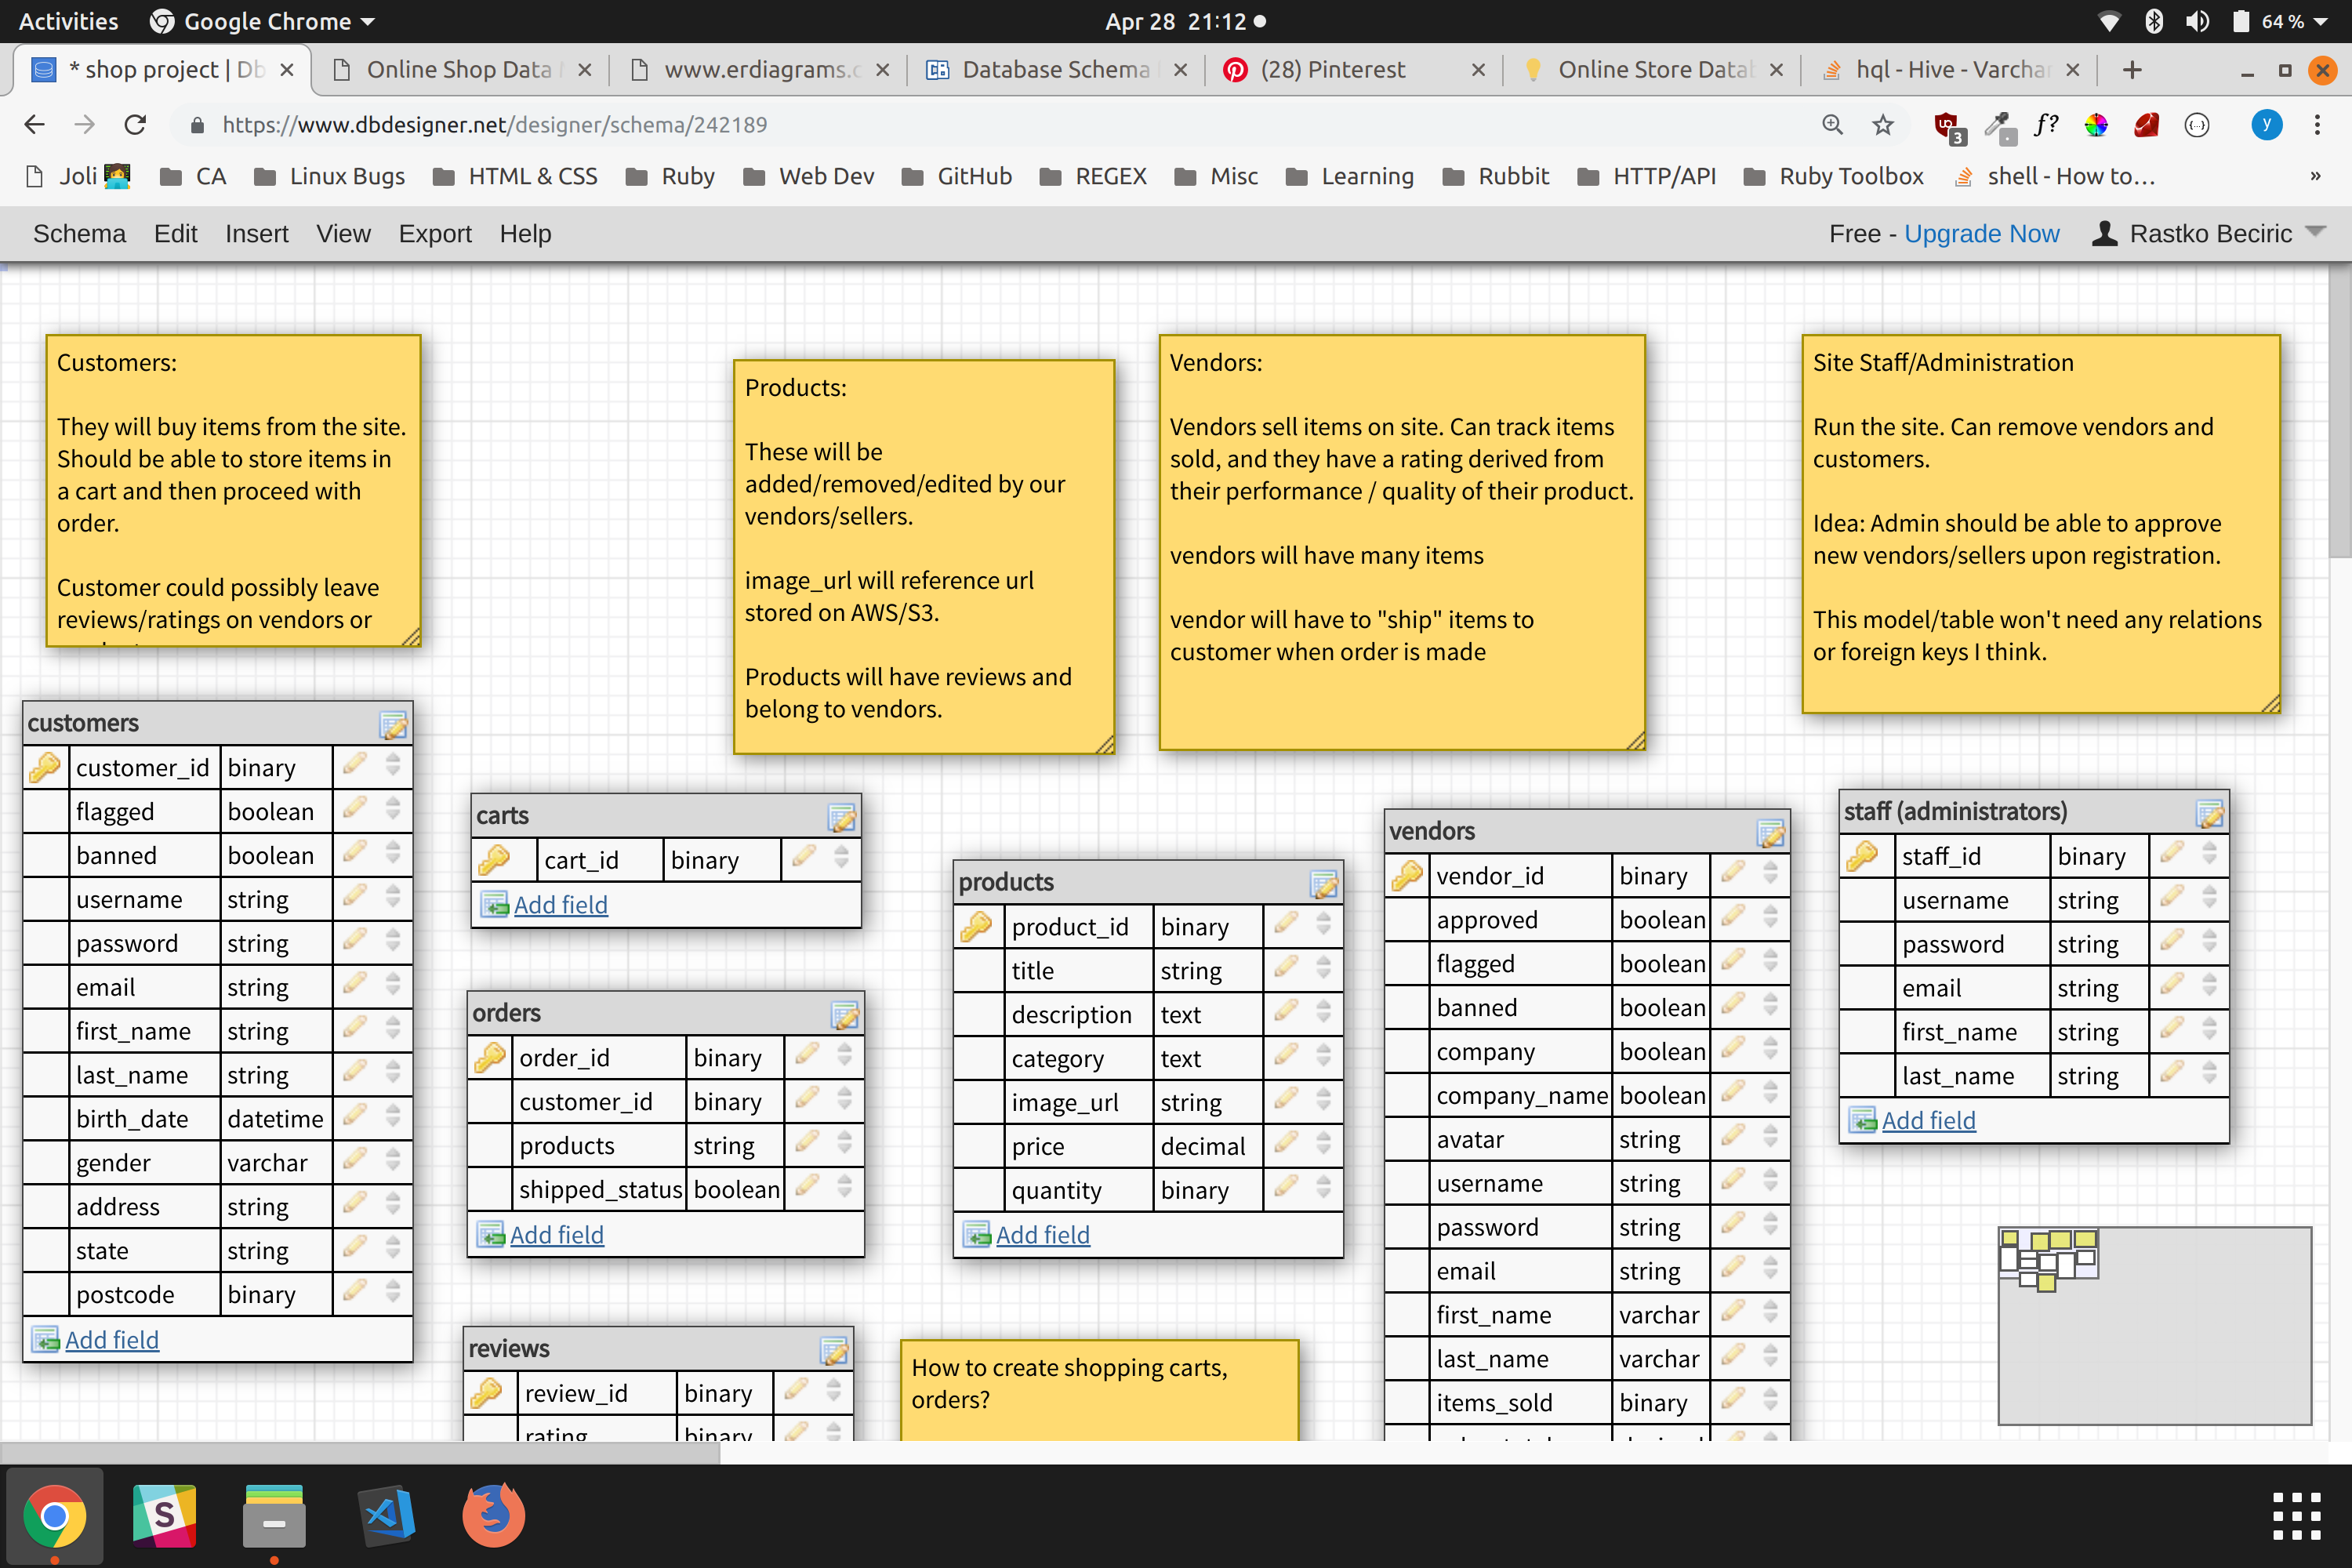 Activities Google Chrome Apr 28 21:12 64 %
* shop project | Db Online Shop Data www.erdiagrams.c Database Schema (28) Pinterest Online Store Datab hql - Hive - Varchar
https://www.dbdesigner.net/designer/schema/242189 3 f? y
Joli CA Linux Bugs HTML & CSS Ruby Web Dev GitHub REGEX Misc Learning Rubbit HTTP/API Ruby Toolbox shell - How to… »
Schema Edit Insert View Export Help Free - Upgrade Now Rastko Beciric
Customers:
They will buy items from the site.
Should be able to store items in
a cart and then proceed with
order.
Customer could possibly leave
reviews/ratings on vendors or
Products:
These will be
added/removed/edited by our
vendors/sellers.
image_url will reference url
stored on AWS/S3.
Products will have reviews and
belong to vendors.
Vendors:
Vendors sell items on site. Can track items
sold, and they have a rating derived from
their performance / quality of their product.
vendors will have many items
vendor will have to "ship" items to
customer when order is made
Site Staff/Administration
Run the site. Can remove vendors and
customers.
Idea: Admin should be able to approve
new vendors/sellers upon registration.
This model/table won't need any relations
or foreign keys I think.
customers
customer_id binary
flagged boolean
banned boolean
username string
password string
email string
first_name string
last_name string
birth_date datetime
gender varchar
address string
state string
postcode binary
Add field
carts
cart_id binary
Add field
orders
order_id binary
customer_id binary
products string
shipped_status boolean
Add field
reviews
review_id binary
rating binary
products
product_id binary
title string
description text
category text
image_url string
price decimal
quantity binary
Add field
How to create shopping carts,
orders?
vendors
vendor_id binary
approved boolean
flagged boolean
banned boolean
company boolean
company_name boolean
avatar string
username string
password string
email string
first_name varchar
last_name varchar
items_sold binary
staff (administrators)
staff_id binary
username string
password string
email string
first_name string
last_name string
Add field
S